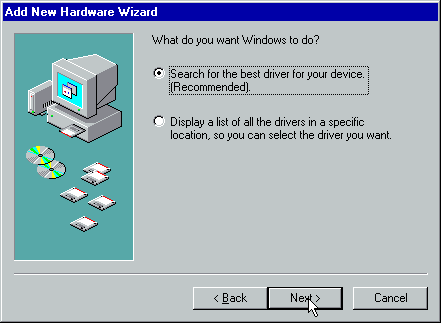 Add New Hardware Wizard
What do you want Windows to do?
Search for the best driver for your device.
(Recommended).
Display a list of all the drivers in a specific
location, so you can select the driver you want.
< Back
Next >
Cancel